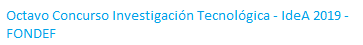 Octavo Concurso Investigación Tecnológica - IdeA 2019 -
FONDEF